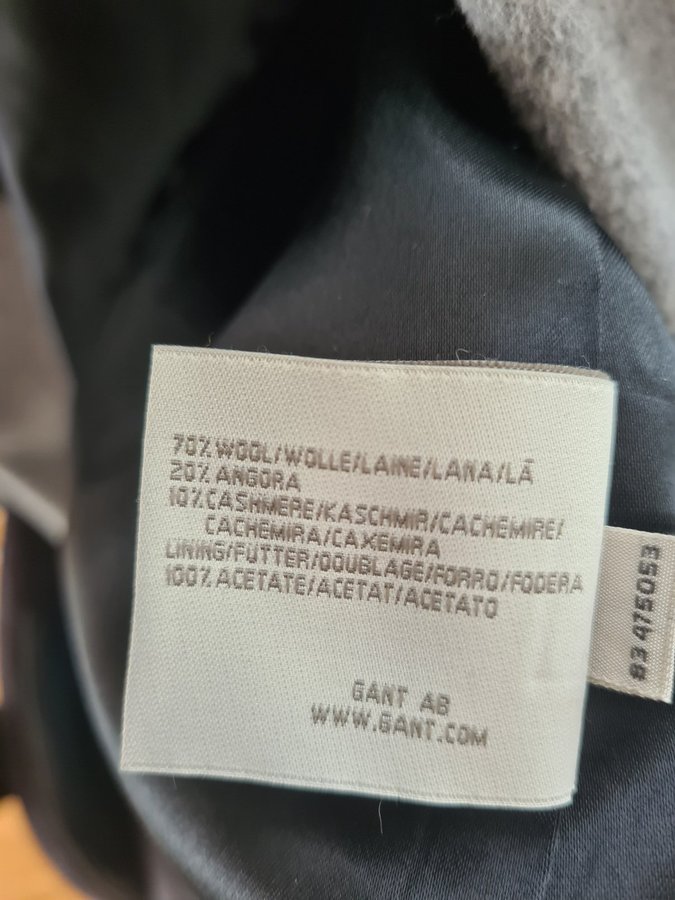 70% WOOL/WOLLE/LAINE/LANA/LÃ
20% ANGORA
10% CASHMERE/KASCHMIR/CACHEMIRE/
CACHEMIRA/CAXEMIRA
LINING/FUTTER/DOUBLAGE/FORRO/FODERA
100% ACETATE/ACETAT/ACETATO
GANT AB
WWW.GANT.COM
83 475053